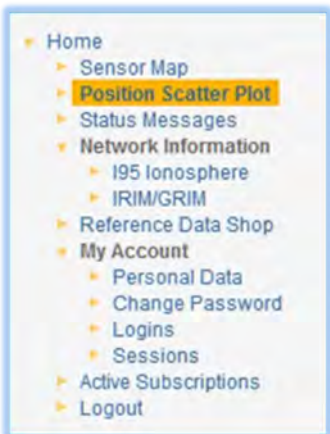 Home
Sensor Map
Position Scatter Plot
Status Messages
Network Information
I95 Ionosphere
IRIM/GRIM
Reference Data Shop
My Account
Personal Data
Change Password
Logins
Sessions
Active Subscriptions
Logout